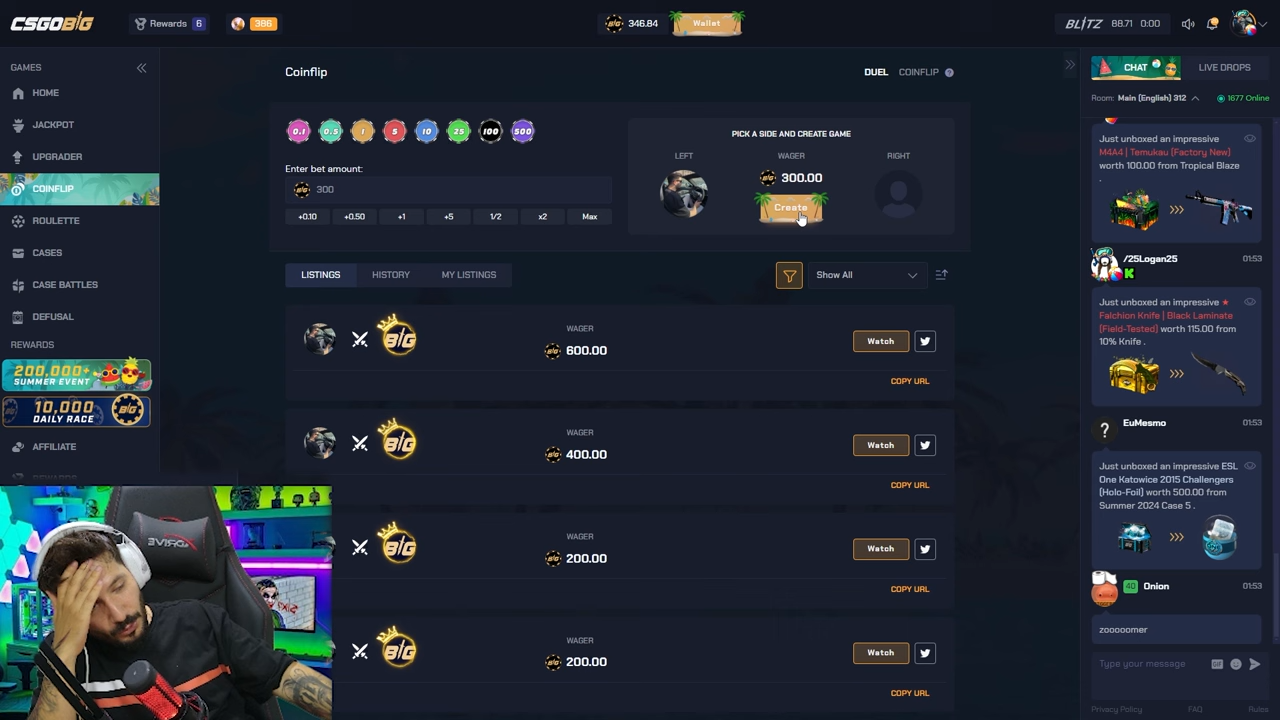 CSGOBIG
Rewards 6
386
346.84
Wallet
BLITZ 88.71 0:00
GAMES
HOME
JACKPOT
UPGRADER
COINFLIP
ROULETTE
CASES
CASE BATTLES
DEFUSAL
REWARDS
200,000+
SUMMER EVENT
10,000
DAILY RACE
BIG
AFFILIATE
Coinflip
DUEL COINFLIP ?
0.1 0.5 1 5 10 25 100 500
Enter bet amount:
300
+0.10 +0.50 +1 +5 1/2 x2 Max
PICK A SIDE AND CREATE GAME
LEFT WAGER RIGHT
300.00
Create
LISTINGS HISTORY MY LISTINGS
Show All
BIG
WAGER
600.00
Watch
COPY URL
BIG
WAGER
400.00
Watch
COPY URL
BIG
WAGER
200.00
Watch
COPY URL
BIG
WAGER
200.00
Watch
COPY URL
CHAT LIVE DROPS
Room: Main (English) 312
1677 Online
Just unboxed an impressive
M4A4 | Temukau (Factory New)
worth 100.00 from Tropical Blaze
.
/25Logan25 01:53
K
Just unboxed an impressive ★
Falchion Knife | Black Laminate
(Field-Tested) worth 115.00 from
10% Knife .
? EuMesmo 01:53
Just unboxed an impressive ESL
One Katowice 2015 Challengers
(Holo-Foil) worth 500.00 from
Summer 2024 Case 5 .
40 Onion 01:53
zooooomer
Type your message
GIF
Privacy Policy FAQ Rules